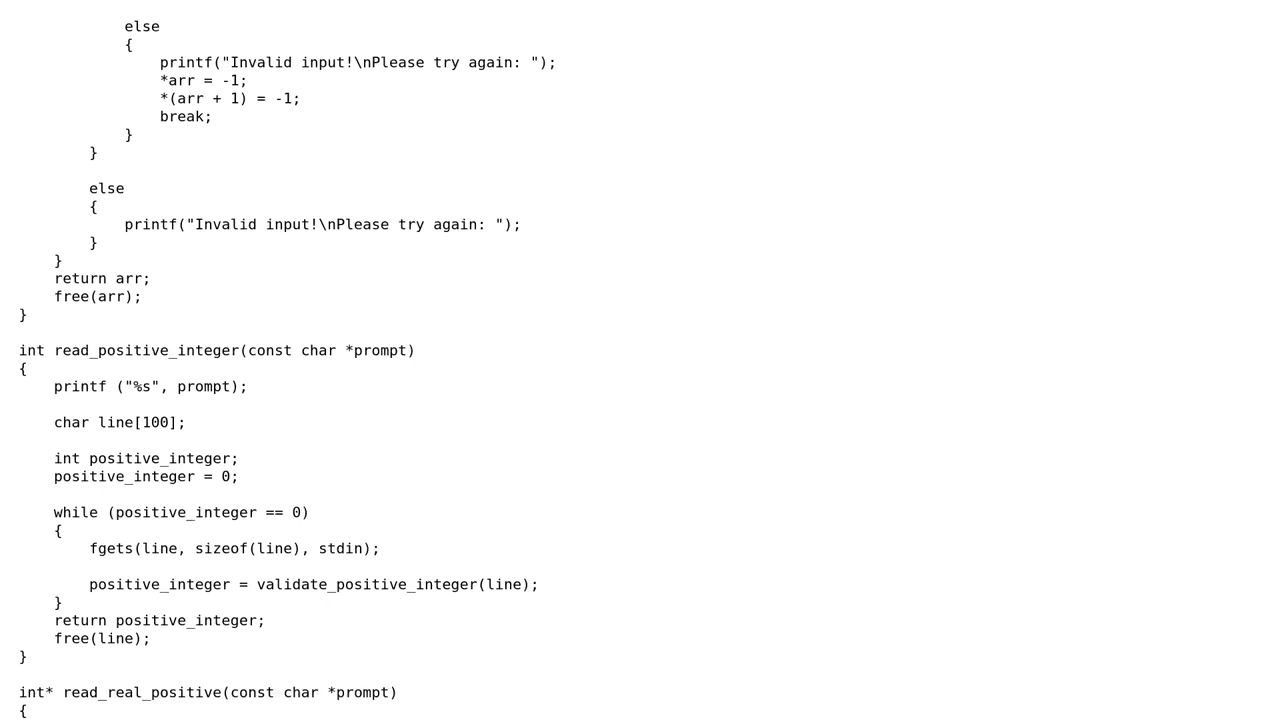 else
            {
                printf("Invalid input!\nPlease try again: ");
                *arr = -1;
                *(arr + 1) = -1;
                break;
            }
        }

        else
        {
            printf("Invalid input!\nPlease try again: ");
        }
    }
    return arr;
    free(arr);
}

int read_positive_integer(const char *prompt)
{
    printf ("%s", prompt);

    char line[100];

    int positive_integer;
    positive_integer = 0;

    while (positive_integer == 0)
    {
        fgets(line, sizeof(line), stdin);

        positive_integer = validate_positive_integer(line);
    }
    return positive_integer;
    free(line);
}

int* read_real_positive(const char *prompt)
{